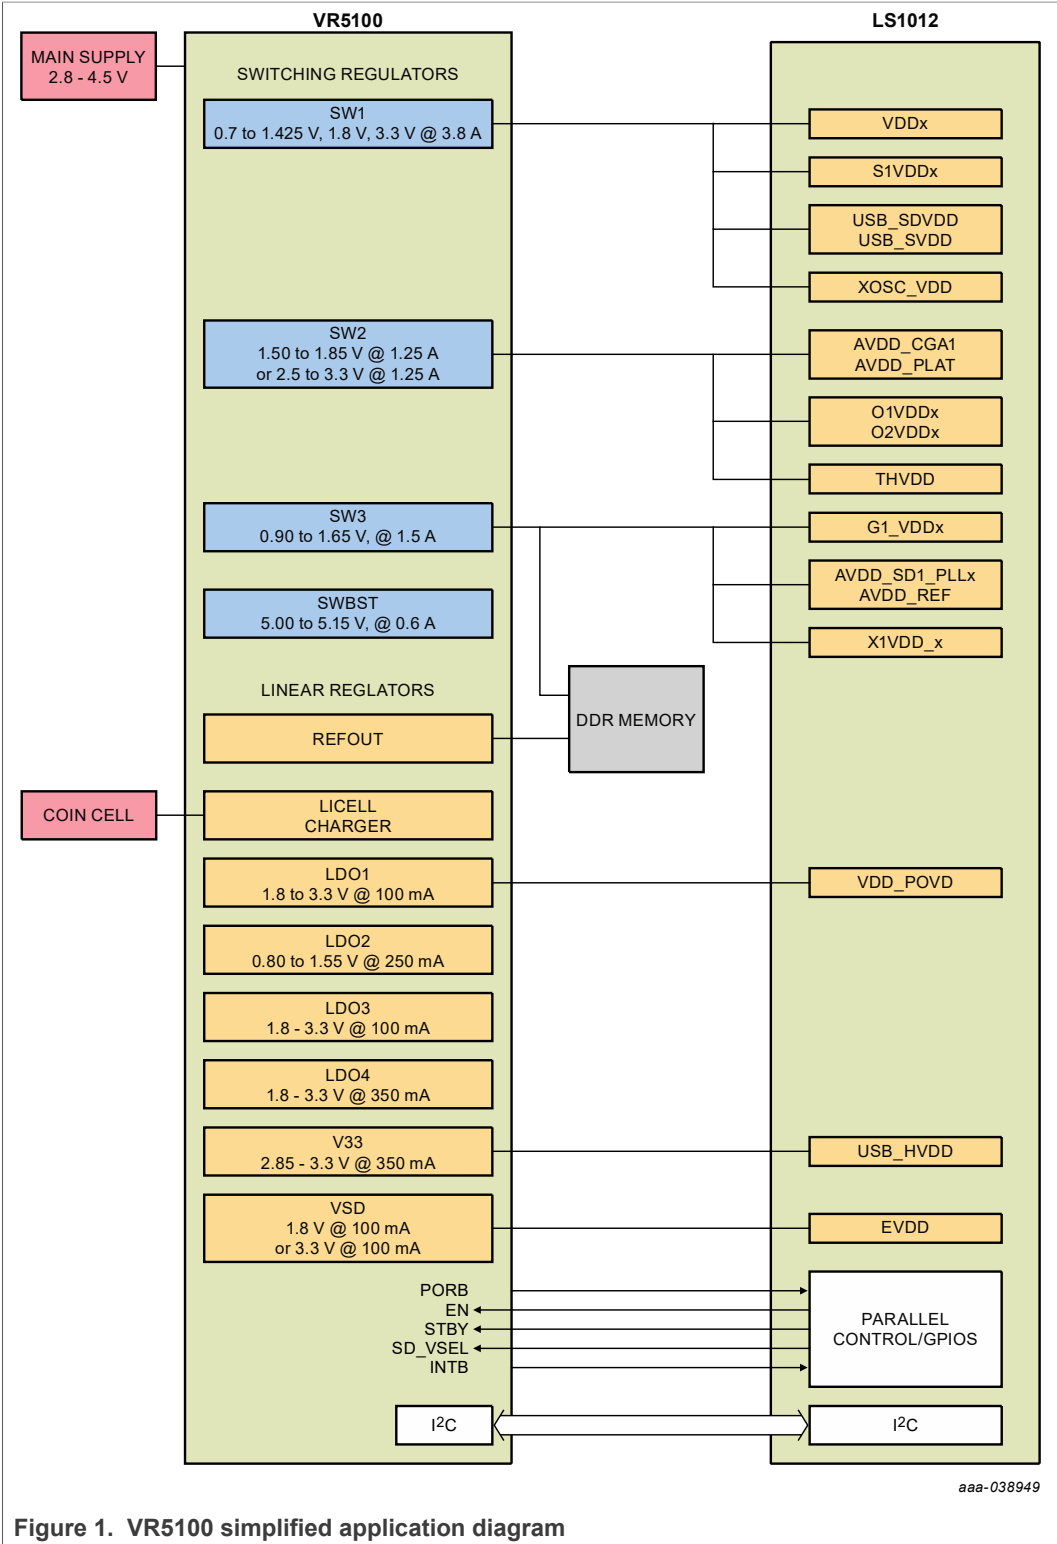 VR5100
LS1012
MAIN SUPPLY
2.8 - 4.5 V
SWITCHING REGULATORS
SW1
0.7 to 1.425 V, 1.8 V, 3.3 V @ 3.8 A
VDDx
S1VDDx
USB_SDVDD
USB_SVDD
XOSC_VDD
SW2
1.50 to 1.85 V @ 1.25 A
or 2.5 to 3.3 V @ 1.25 A
AVDD_CGA1
AVDD_PLAT
O1VDDx
O2VDDx
THVDD
SW3
0.90 to 1.65 V, @ 1.5 A
G1_VDDx
AVDD_SD1_PLLx
AVDD_REF
SWBST
5.00 to 5.15 V, @ 0.6 A
X1VDD_x
LINEAR REGLATORS
REFOUT
DDR MEMORY
COIN CELL
LICELL
CHARGER
LDO1
1.8 to 3.3 V @ 100 mA
VDD_POVD
LDO2
0.80 to 1.55 V @ 250 mA
LDO3
1.8 - 3.3 V @ 100 mA
LDO4
1.8 - 3.3 V @ 350 mA
V33
2.85 - 3.3 V @ 350 mA
USB_HVDD
VSD
1.8 V @ 100 mA
or 3.3 V @ 100 mA
EVDD
PORB
EN
STBY
SD_VSEL
INTB
PARALLEL
CONTROL/GPIOS
I2C
I2C
aaa-038949
Figure 1. VR5100 simplified application diagram